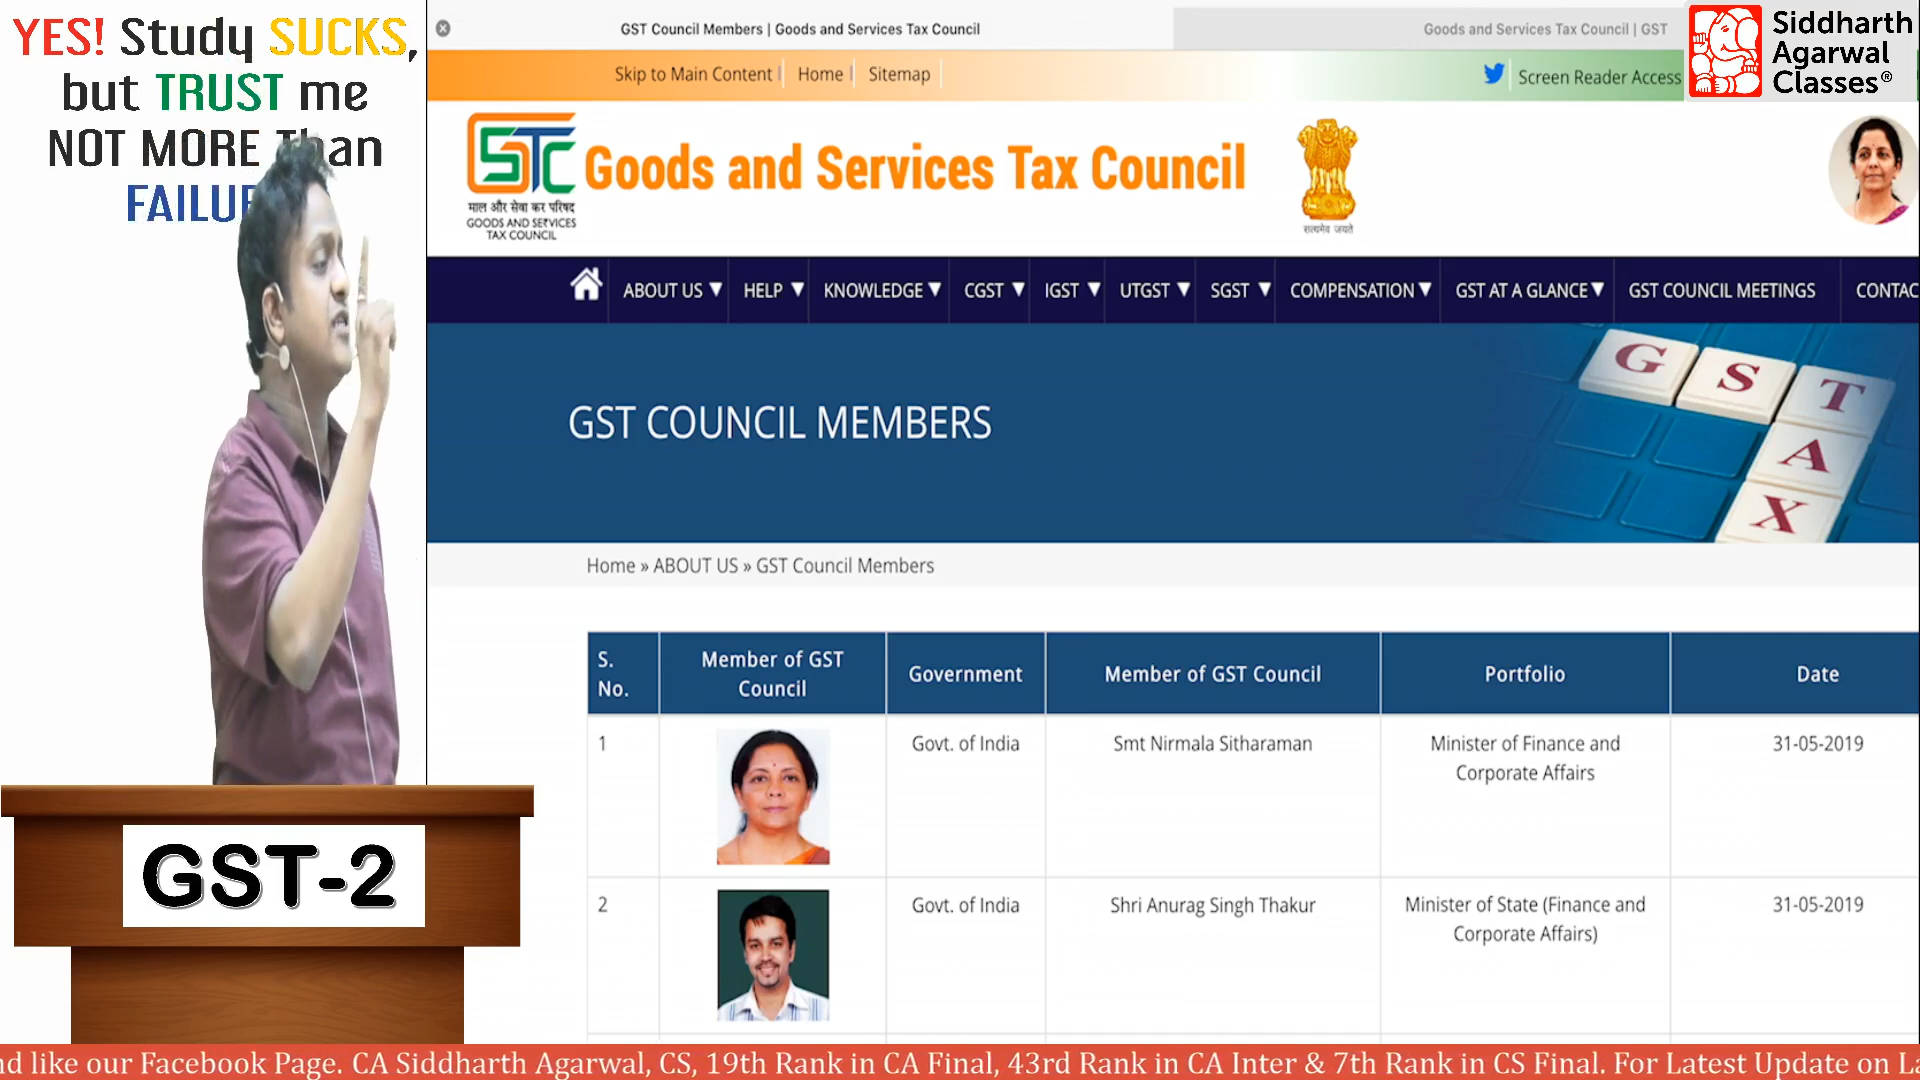 YES! Study SUCKS,
but TRUST me
NOT MORE Than
GST-2
GST Council Members | Goods and Services Tax Council
Goods and Services Tax Council | GST
Skip to Main Content
Home
Sitemap
Screen Reader Access
Siddharth
Agarwal
Classes®
माल और सेवा कर परिषद
GOODS AND SERVICES
TAX COUNCIL
Goods and Services Tax Council
सत्यमेव जयते
ABOUT US HELP KNOWLEDGE CGST IGST UTGST SGST COMPENSATION GST AT A GLANCE GST COUNCIL MEETINGS CONTAC
GST COUNCIL MEMBERS
G S T
A
X
Home » ABOUT US » GST Council Members
S. No. Member of GST Council Government Member of GST Council Portfolio Date
1 Govt. of India Smt Nirmala Sitharaman Minister of Finance and Corporate Affairs 31-05-2019
2 Govt. of India Shri Anurag Singh Thakur Minister of State (Finance and Corporate Affairs) 31-05-2019
nd like our Facebook Page. CA Siddharth Agarwal, CS, 19th Rank in CA Final, 43rd Rank in CA Inter & 7th Rank in CS Final. For Latest Update on La